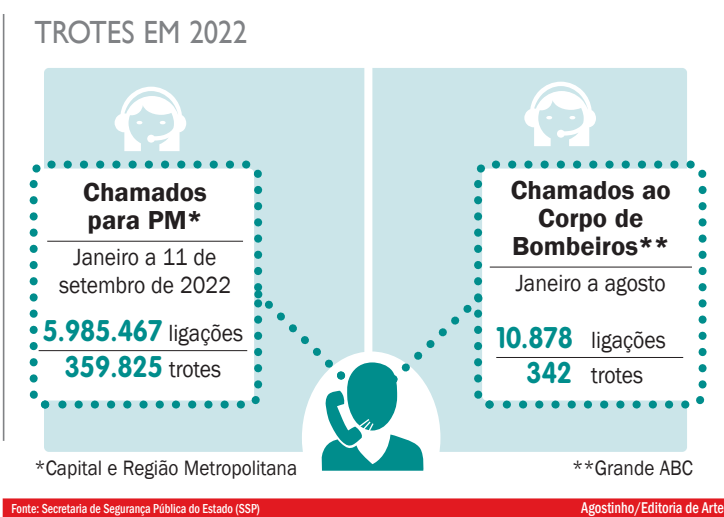 TROTES EM 2022
Chamados
para PM*
Janeiro a 11 de
setembro de 2022
5.985.467 ligações
359.825 trotes
Chamados ao
Corpo de
Bombeiros**
Janeiro a agosto
10.878 ligações
342 trotes
*Capital e Região Metropolitana
**Grande ABC
Fonte: Secretaria de Segurança Pública do Estado (SSP)
Agostinho/Editoria de Arte